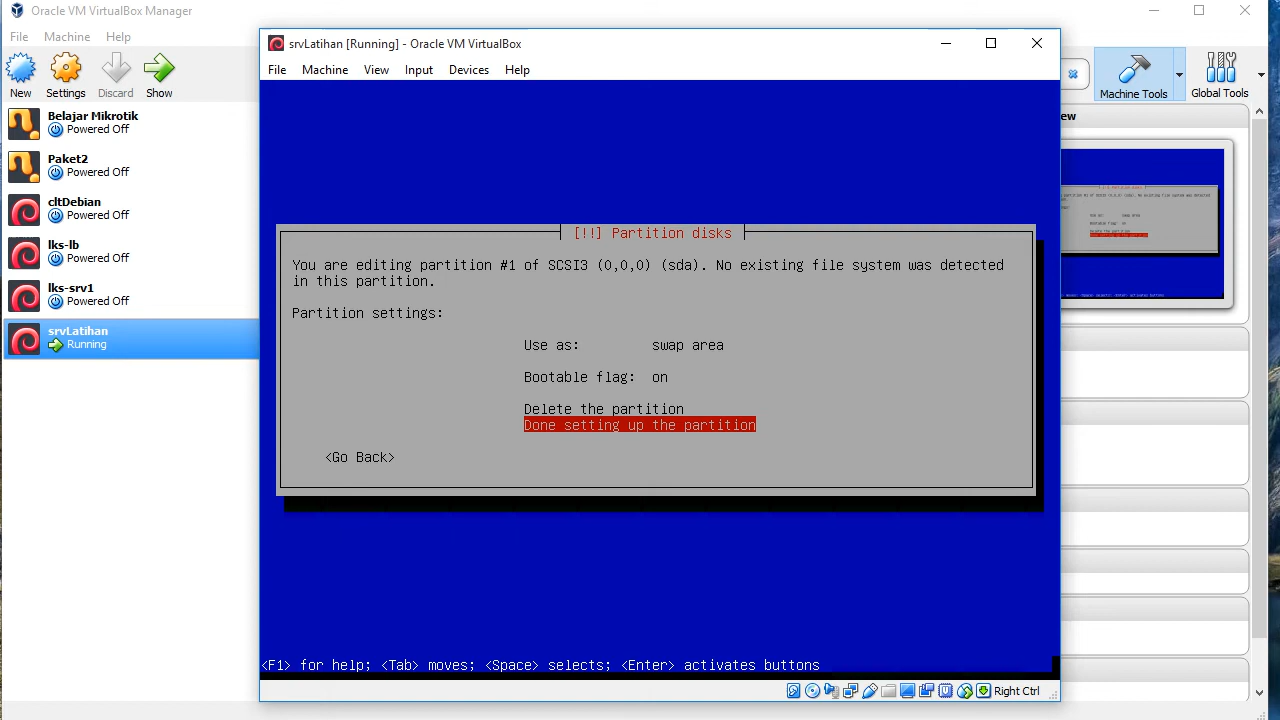 Oracle VM VirtualBox Manager
File Machine Help
New Settings Discard Show
Belajar Mikrotik
Powered Off
Paket2
Powered Off
cltDebian
Powered Off
lks-lb
Powered Off
lks-srv1
Powered Off
srvLatihan
Running
srvLatihan [Running] - Oracle VM VirtualBox
File Machine View Input Devices Help
[!!] Partition disks
You are editing partition #1 of SCSI3 (0,0,0) (sda). No existing file system was detected
in this partition.
Partition settings:
Use as: swap area
Bootable flag: on
Delete the partition
Done setting up the partition
<Go Back>
<F1> for help; <Tab> moves; <Space> selects; <Enter> activates buttons
Right Ctrl
Machine Tools Global Tools